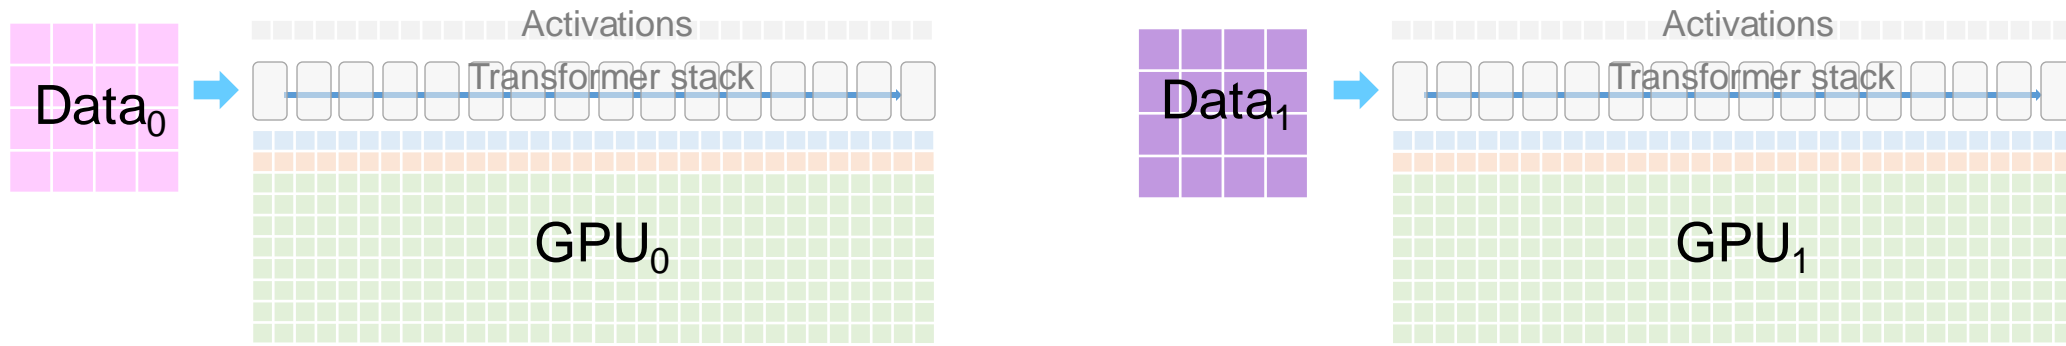 Activations
Transformer stack
Data₀
GPU₀
Activations
Transformer stack
Data₁
GPU₁